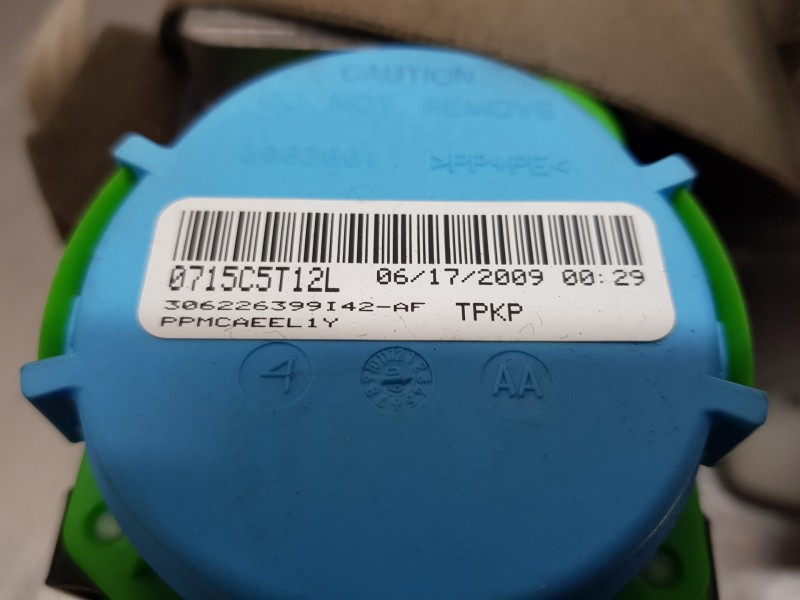 CAUTION
DO NOT REMOVE
>PP+PE<
0715C5T12L 06/17/2009 00:29
306226399I42-AF TPKP
PPMCAEEL1Y
4 AA